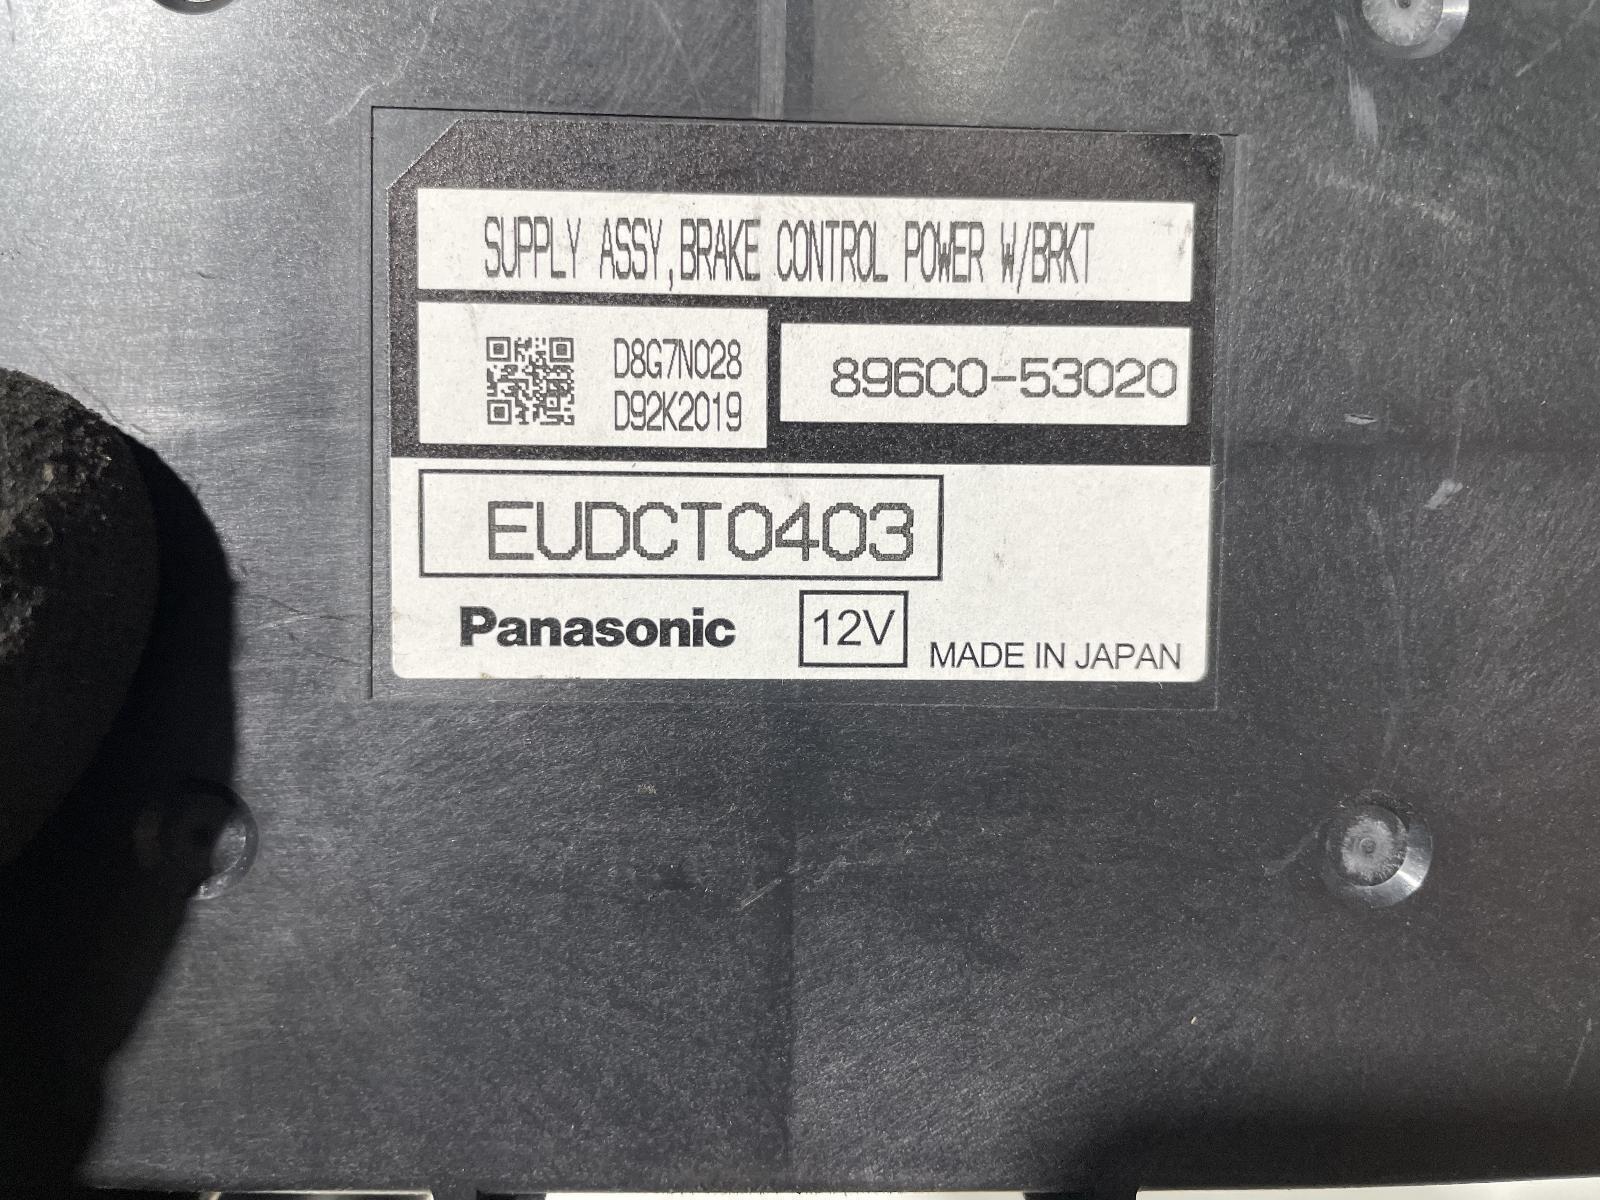 SUPPLY ASSY,BRAKE CONTROL POWER W/BRKT
D8G7N028
D92K2019
896C0-53020
EUDCT0403
Panasonic
12V
MADE IN JAPAN